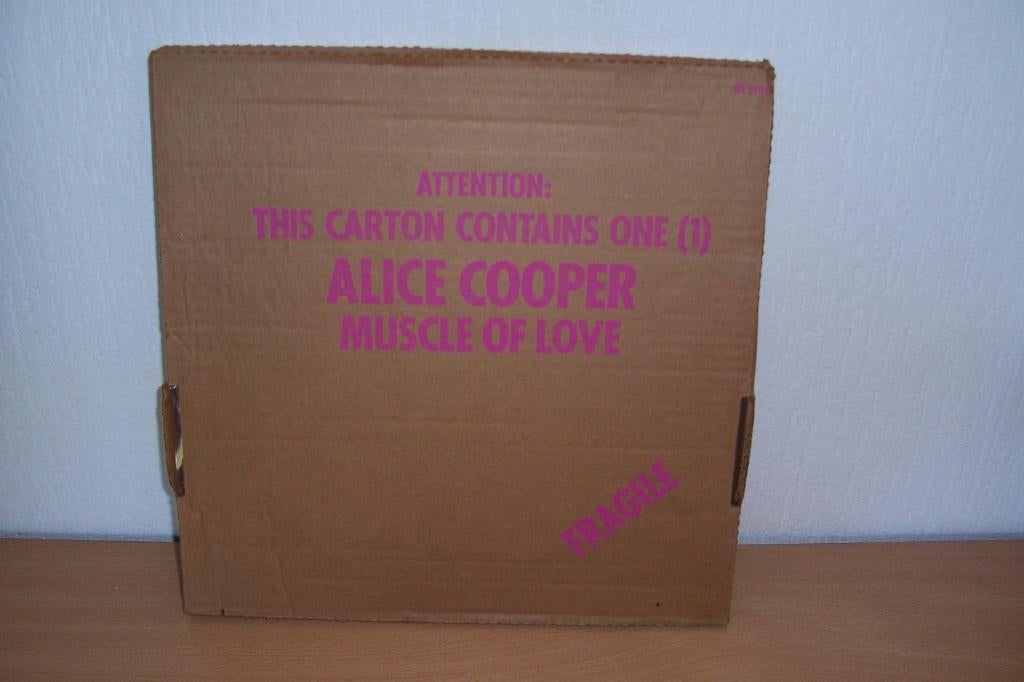 ATTENTION:
THIS CARTON CONTAINS ONE (1)
ALICE COOPER
MUSCLE OF LOVE
FRAGILE